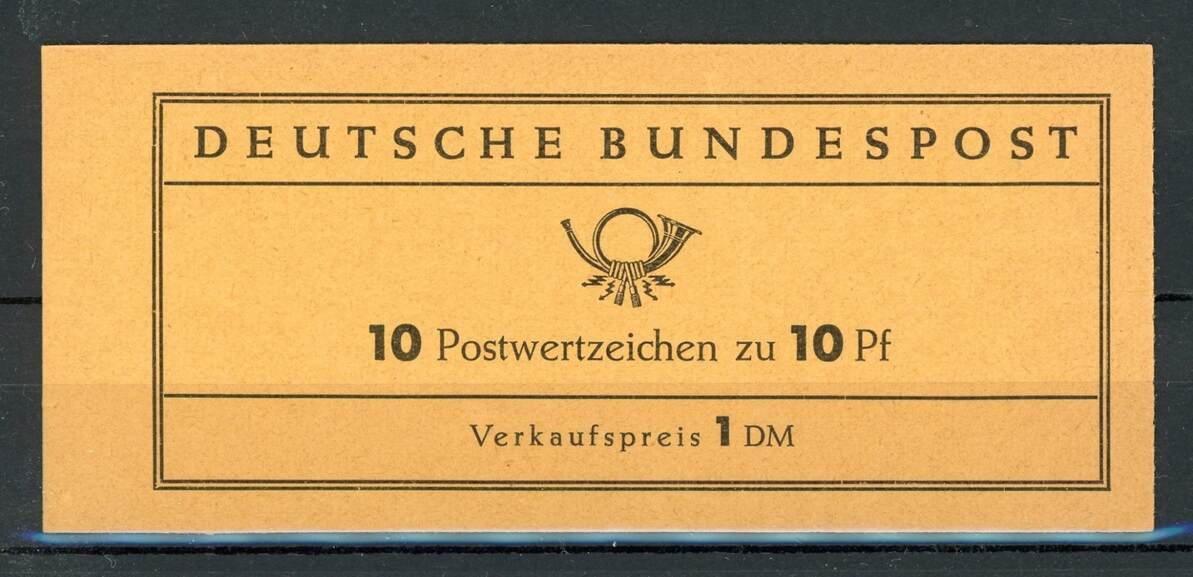 DEUTSCHE BUNDESPOST
10 Postwertzeichen zu 10 Pf
Verkaufspreis 1 DM